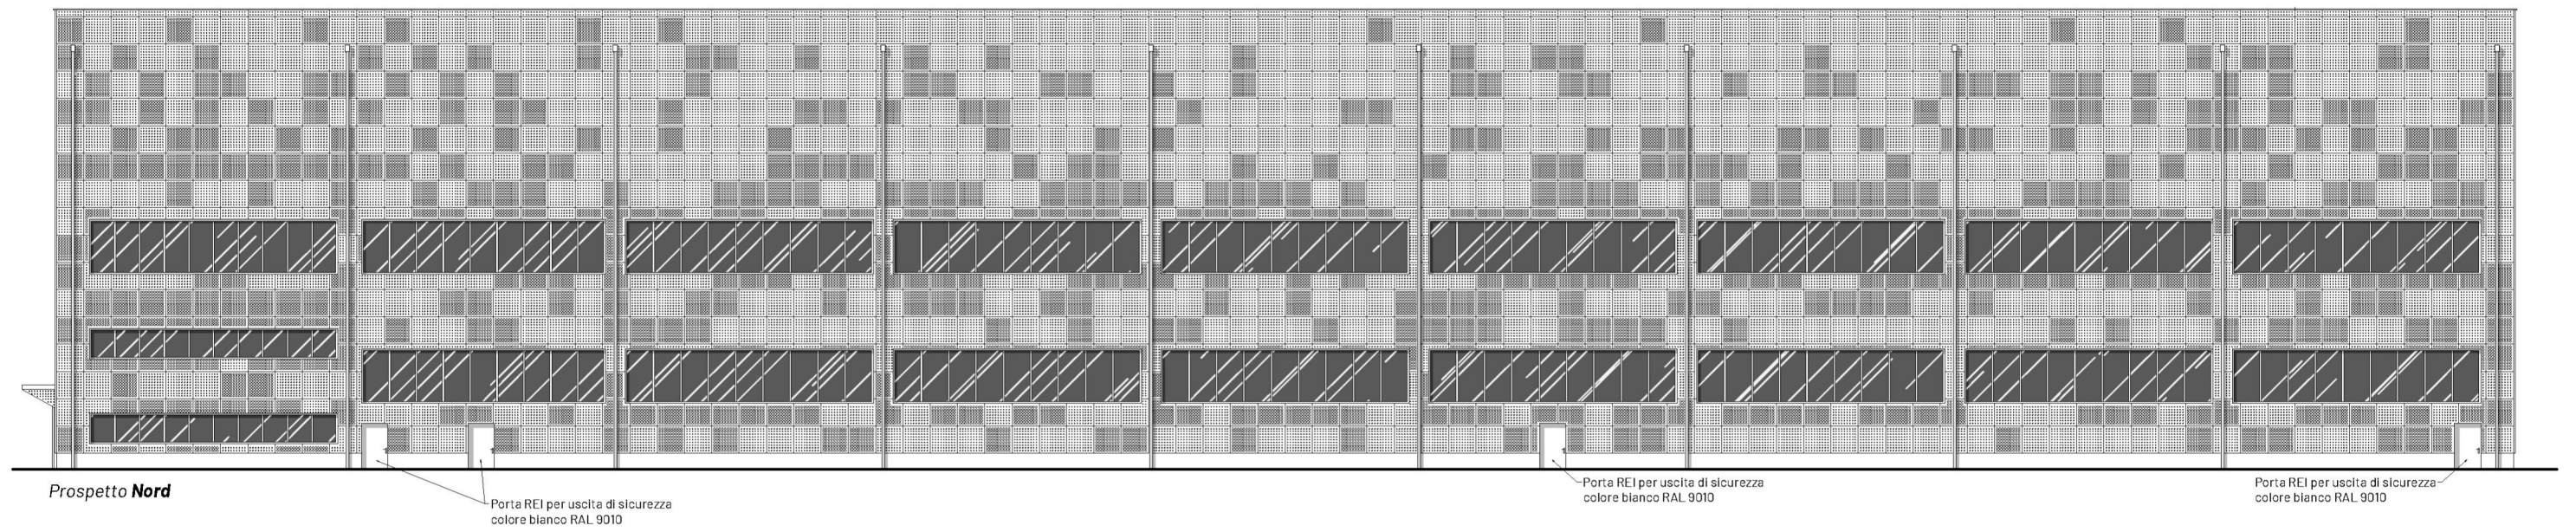 Prospetto Nord
Porta REI per uscita di sicurezza
colore bianco RAL 9010
Porta REI per uscita di sicurezza
colore bianco RAL 9010
Porta REI per uscita di sicurezza
colore bianco RAL 9010